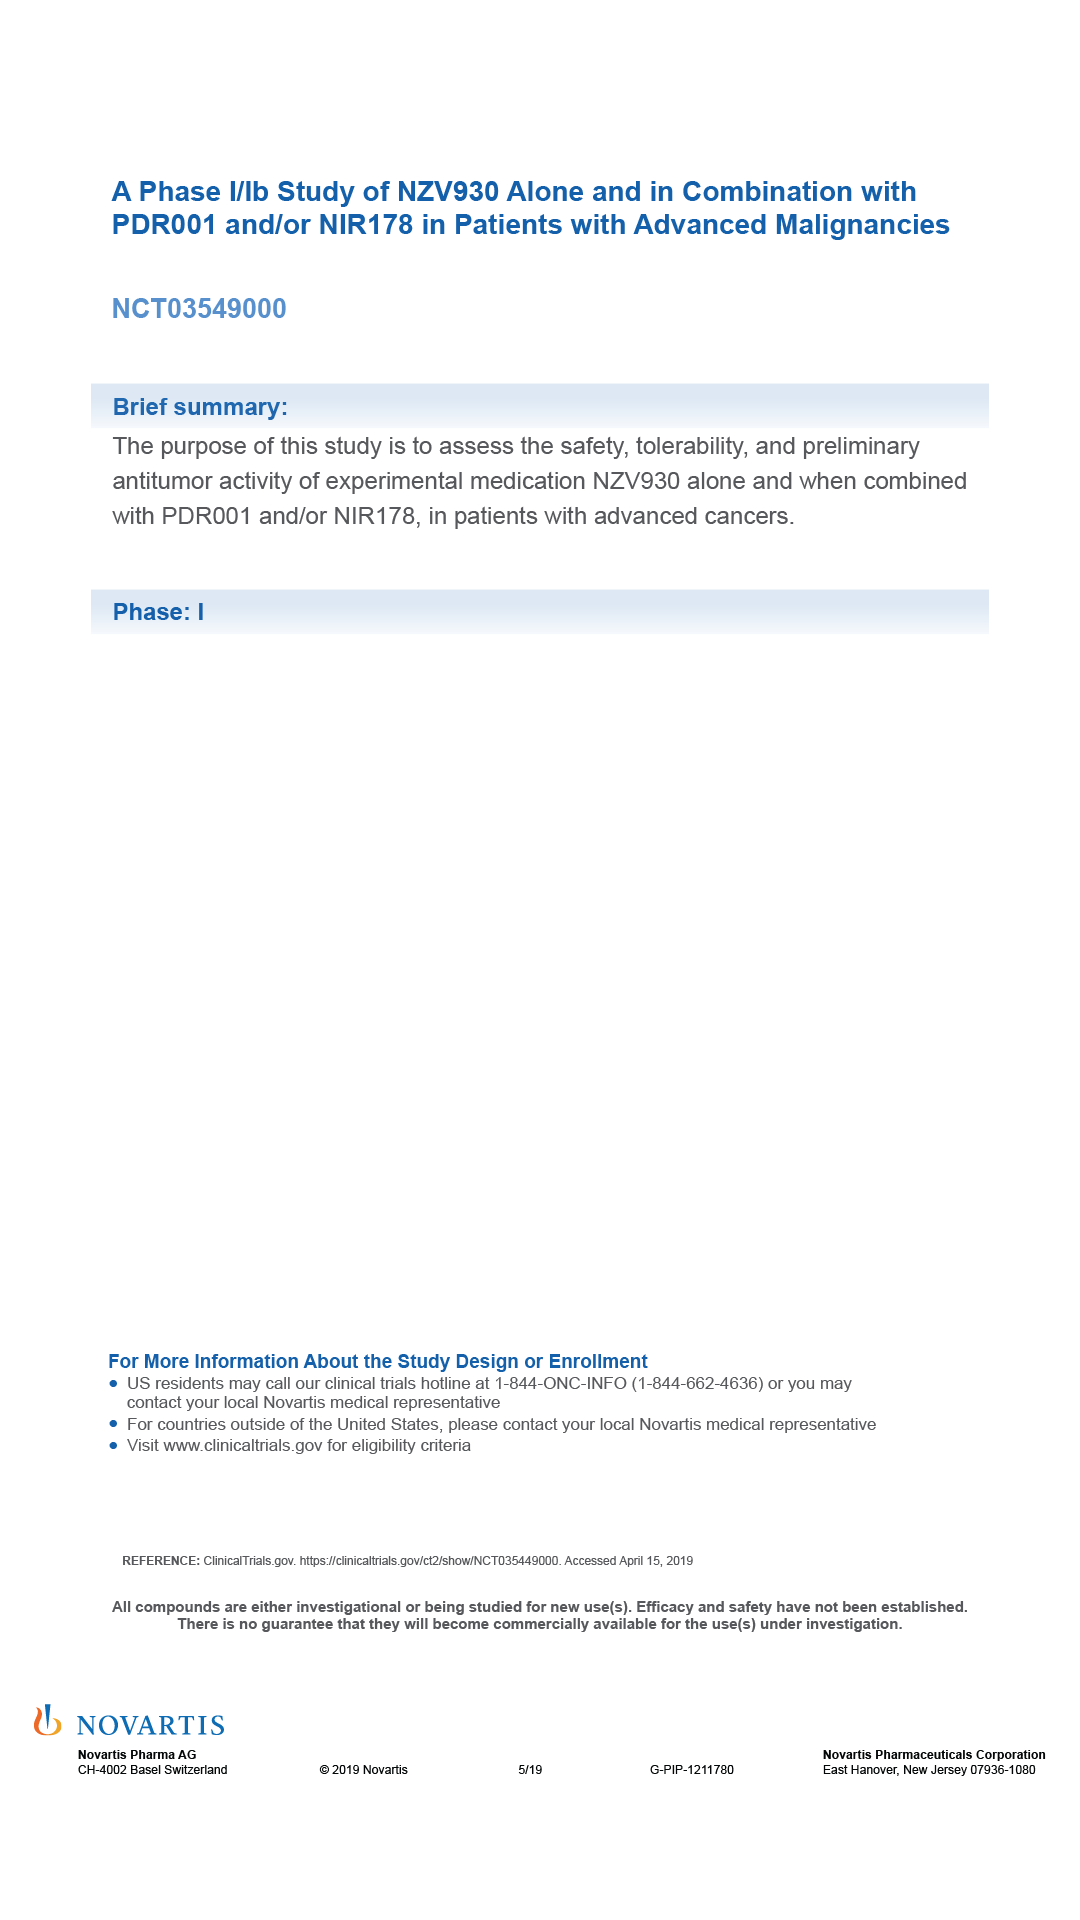 A Phase I/Ib Study of NZV930 Alone and in Combination with
PDR001 and/or NIR178 in Patients with Advanced Malignancies
NCT03549000
Brief summary:
The purpose of this study is to assess the safety, tolerability, and preliminary
antitumor activity of experimental medication NZV930 alone and when combined
with PDR001 and/or NIR178, in patients with advanced cancers.
Phase: I
For More Information About the Study Design or Enrollment
● US residents may call our clinical trials hotline at 1-844-ONC-INFO (1-844-662-4636) or you may
contact your local Novartis medical representative
● For countries outside of the United States, please contact your local Novartis medical representative
● Visit www.clinicaltrials.gov for eligibility criteria
REFERENCE: ClinicalTrials.gov. https://clinicaltrials.gov/ct2/show/NCT035449000. Accessed April 15, 2019
All compounds are either investigational or being studied for new use(s). Efficacy and safety have not been established.
There is no guarantee that they will become commercially available for the use(s) under investigation.
NOVARTIS
Novartis Pharma AG
CH-4002 Basel Switzerland
© 2019 Novartis
5/19
G-PIP-1211780
Novartis Pharmaceuticals Corporation
East Hanover, New Jersey 07936-1080